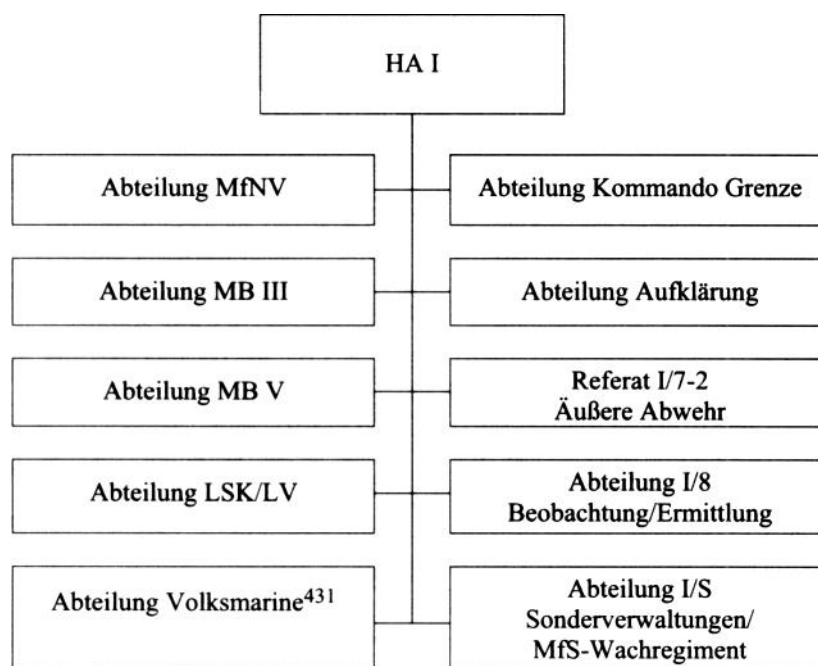 HA I
Abteilung MfNV
Abteilung Kommando Grenze
Abteilung MB III
Abteilung Aufklärung
Abteilung MB V
Referat I/7-2
Äußere Abwehr
Abteilung LSK/LV
Abteilung I/8
Beobachtung/Ermittlung
Abteilung Volksmarine431
Abteilung I/S
Sonderverwaltungen/
MfS-Wachregiment